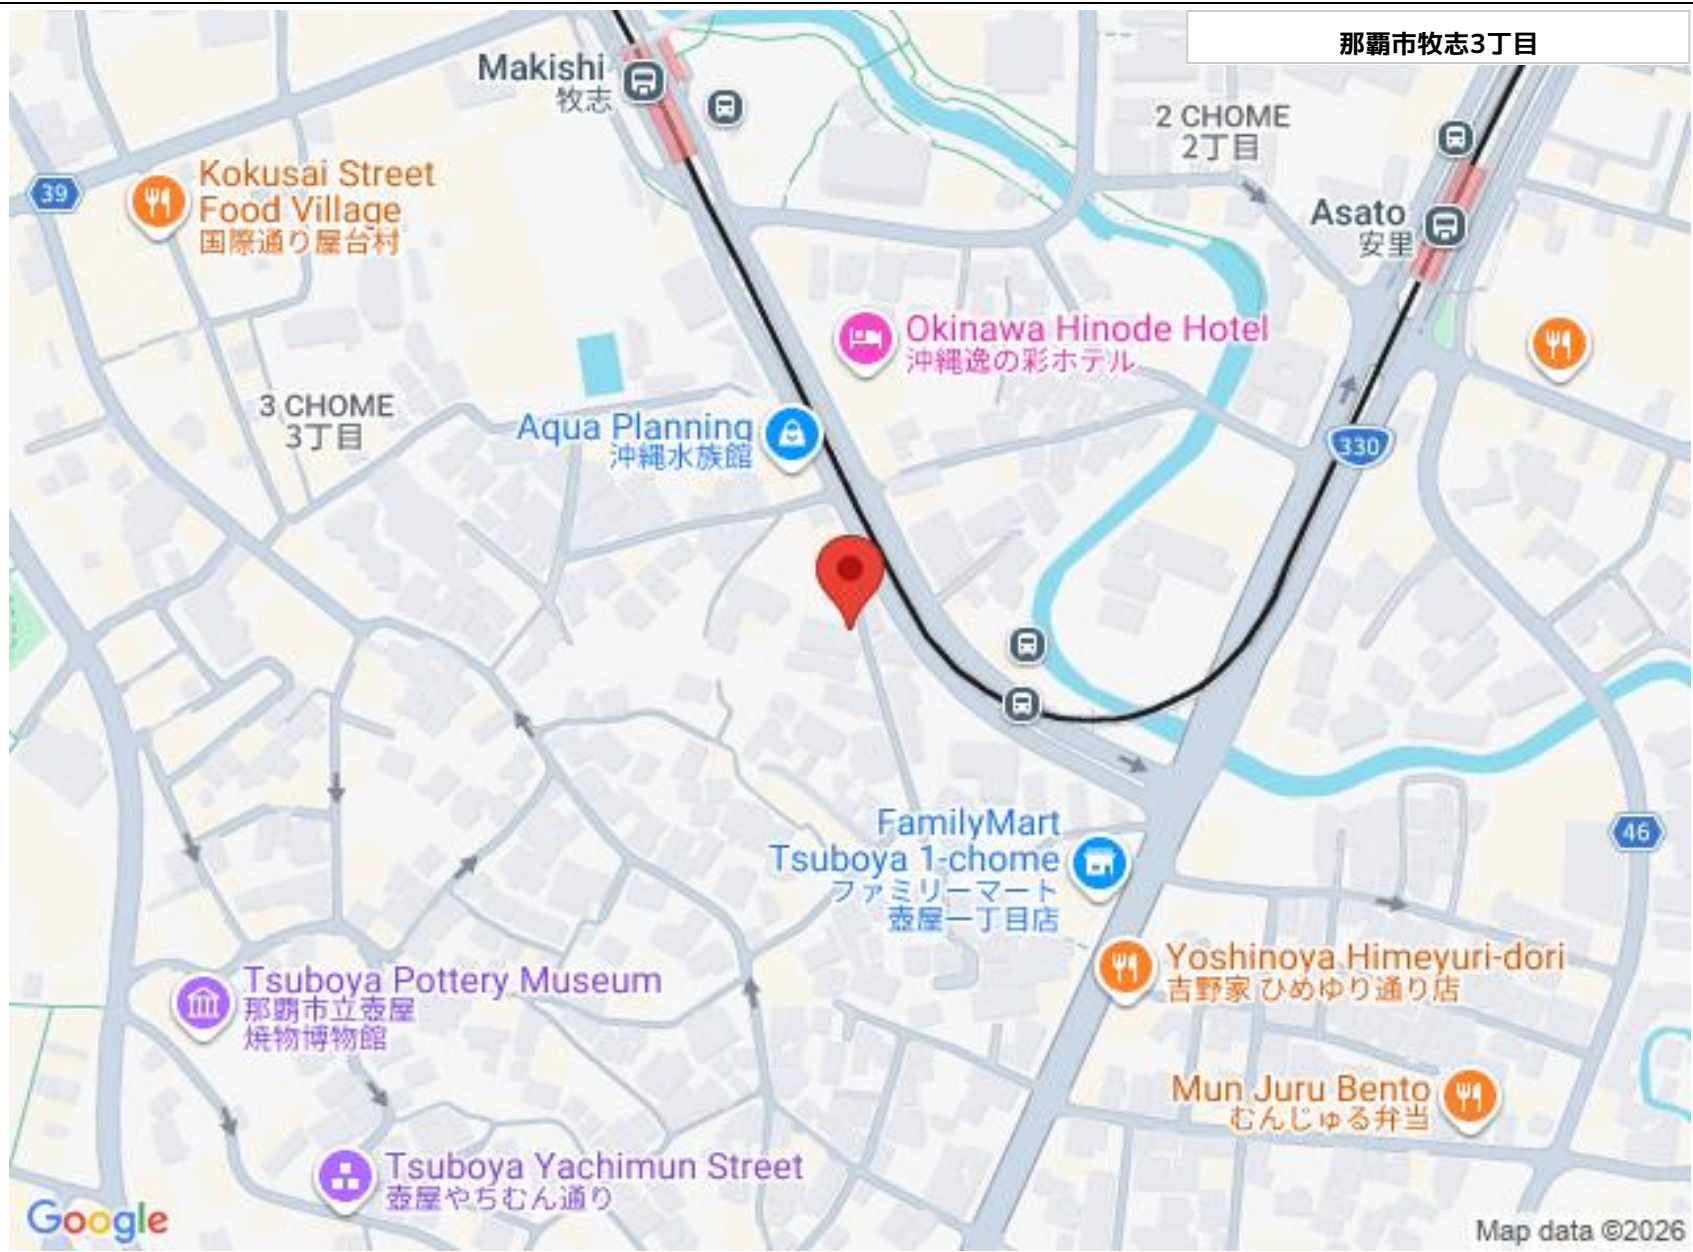 那覇市牧志3丁目
Makishi
牧志
2 CHOME
2丁目
39
Kokusai Street
Food Village
国際通り屋台村
Asato
安里
Okinawa Hinode Hotel
沖縄逸の彩ホテル
3 CHOME
3丁目
Aqua Planning
沖縄水族館
330
FamilyMart
Tsuboya 1-chome
ファミリーマート
壺屋一丁目店
46
Yoshinoya Himeyuri-dori
吉野家 ひめゆり通り店
Tsuboya Pottery Museum
那覇市立壺屋
焼物博物館
Mun Juru Bento
むんじゅる弁当
Tsuboya Yachimun Street
壺屋やちむん通り
Google
Map data ©2026